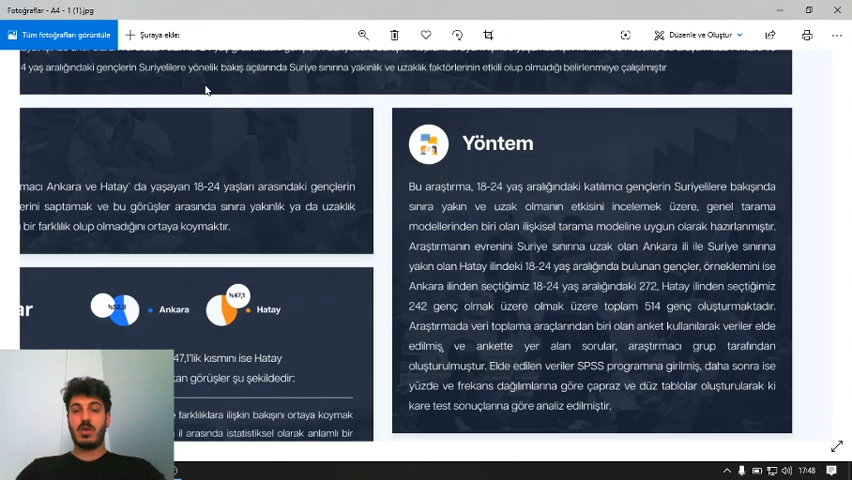 Fotoğraflar - A4 - 1 (1).jpg
Tüm fotoğrafları görüntüle
Şuraya ekle:
Düzenle ve Oluştur
4 yaş aralığındaki gençlerin Suriyelilere yönelik bakış açılarında Suriye sınırına yakınlık ve uzaklık faktörlerinin etkili olup olmadığı belirlenmeye çalışılmıştır
macı Ankara ve Hatay' da yaşayan 18-24 yaşları arasındaki gençlerin
erini saptamak ve bu görüşler arasında sınıra yakınlık ya da uzaklık
bir farklılık olup olmadığını ortaya koymaktır.
ar
%52,9
Ankara
%47,1
Hatay
47,1'lik kısmını ise Hatay
kan görüşler şu şekildedir:
e farklılıklara ilişkin bakışını ortaya koymak
n il arasında istatistiksel olarak anlamlı bir
Yöntem
Bu araştırma, 18-24 yaş aralığındaki katılımcı gençlerin Suriyelilere bakışında
sınıra yakın ve uzak olmanın etkisini incelemek üzere, genel tarama
modellerinden biri olan ilişkisel tarama modeline uygun olarak hazırlanmıştır.
Araştırmanın evrenini Suriye sınırına uzak olan Ankara ili ile Suriye sınırına
yakın olan Hatay ilindeki 18-24 yaş aralığında bulunan gençler, örneklemini ise
Ankara ilinden seçtiğimiz 18-24 yaş aralığındaki 272, Hatay ilinden seçtiğimiz
242 genç olmak üzere olmak üzere toplam 514 genç oluşturmaktadır.
Araştırmada veri toplama araçlarından biri olan anket kullanılarak veriler elde
edilmiş, ve ankette yer alan sorular, araştırmacı grup tarafından
oluşturulmuştur. Elde edilen veriler SPSS programına girilmiş, daha sonra ise
yüzde ve frekans dağılımlarına göre çapraz ve düz tablolar oluşturularak ki
kare test sonuçlarına göre analiz edilmiştir.
17:48